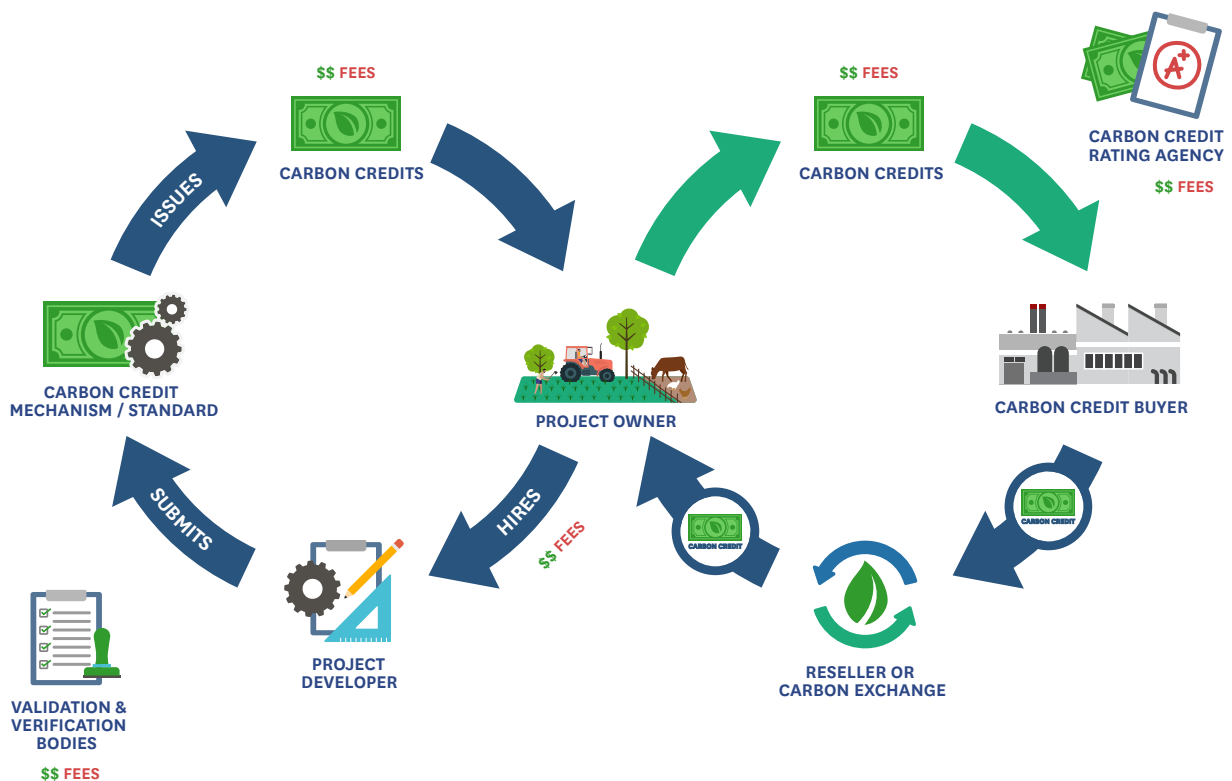 $$ FEES
CARBON CREDITS
$$ FEES
CARBON CREDITS
A+
CARBON CREDIT
RATING AGENCY
$$ FEES
ISSUES
CARBON CREDIT
MECHANISM / STANDARD
PROJECT OWNER
CARBON CREDIT BUYER
SUBMITS
HIRES
$$ FEES
CARBON CREDIT
CARBON CREDIT
PROJECT
DEVELOPER
RESELLER OR
CARBON EXCHANGE
VALIDATION &
VERIFICATION
BODIES
$$ FEES